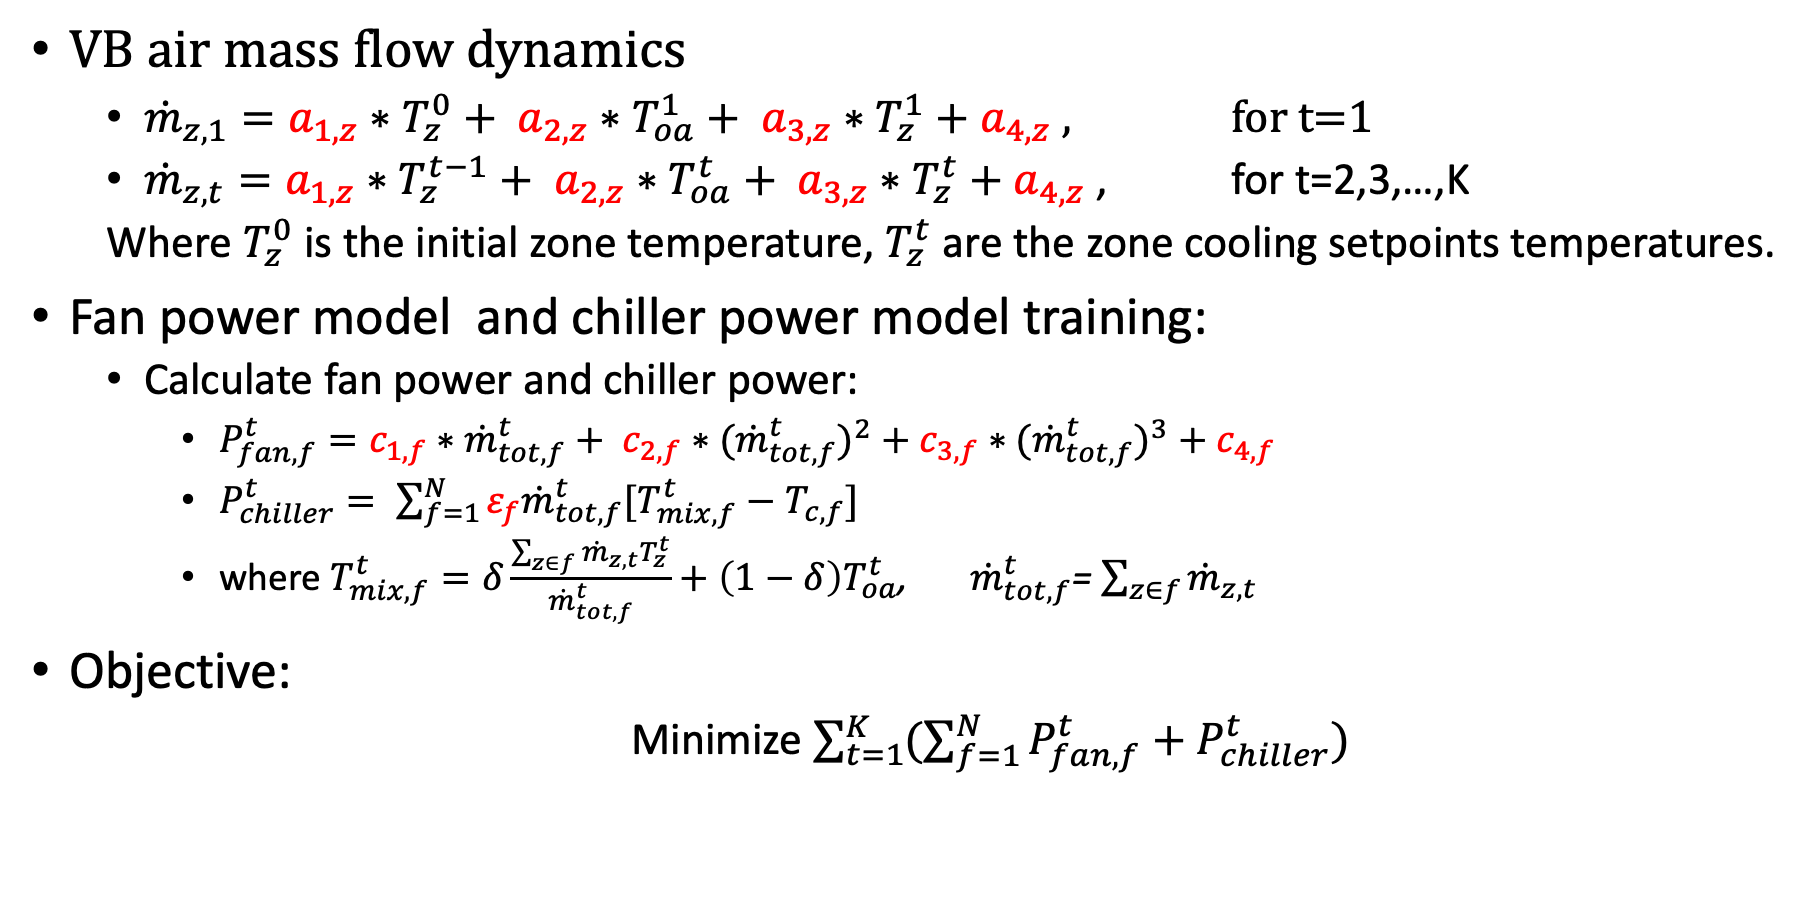 • VB air mass flow dynamics
• ṁ_{z,1} = a_{1,z} ∗ T_z^0 + a_{2,z} ∗ T_{oa}^1 + a_{3,z} ∗ T_z^1 + a_{4,z} , for t=1
• ṁ_{z,t} = a_{1,z} ∗ T_z^{t−1} + a_{2,z} ∗ T_{oa}^t + a_{3,z} ∗ T_z^t + a_{4,z} , for t=2,3,...,K
Where T_z^0 is the initial zone temperature, T_z^t are the zone cooling setpoints temperatures.
• Fan power model and chiller power model training:
• Calculate fan power and chiller power:
• P_{fan,f}^t = c_{1,f} ∗ ṁ_{tot,f}^t + c_{2,f} ∗ (ṁ_{tot,f}^t)^2 + c_{3,f} ∗ (ṁ_{tot,f}^t)^3 + c_{4,f}
• P_{chiller}^t = ∑_{f=1}^N ε_f ṁ_{tot,f}^t [T_{mix,f}^t − T_{c,f}]
• where T_{mix,f}^t = δ \frac{∑_{z∈f} ṁ_{z,t} T_z^t}{ṁ_{tot,f}^t} + (1 − δ)T_{oa}^t, ṁ_{tot,f}^t = ∑_{z∈f} ṁ_{z,t}
• Objective:
Minimize ∑_{t=1}^K (∑_{f=1}^N P_{fan,f}^t + P_{chiller}^t)